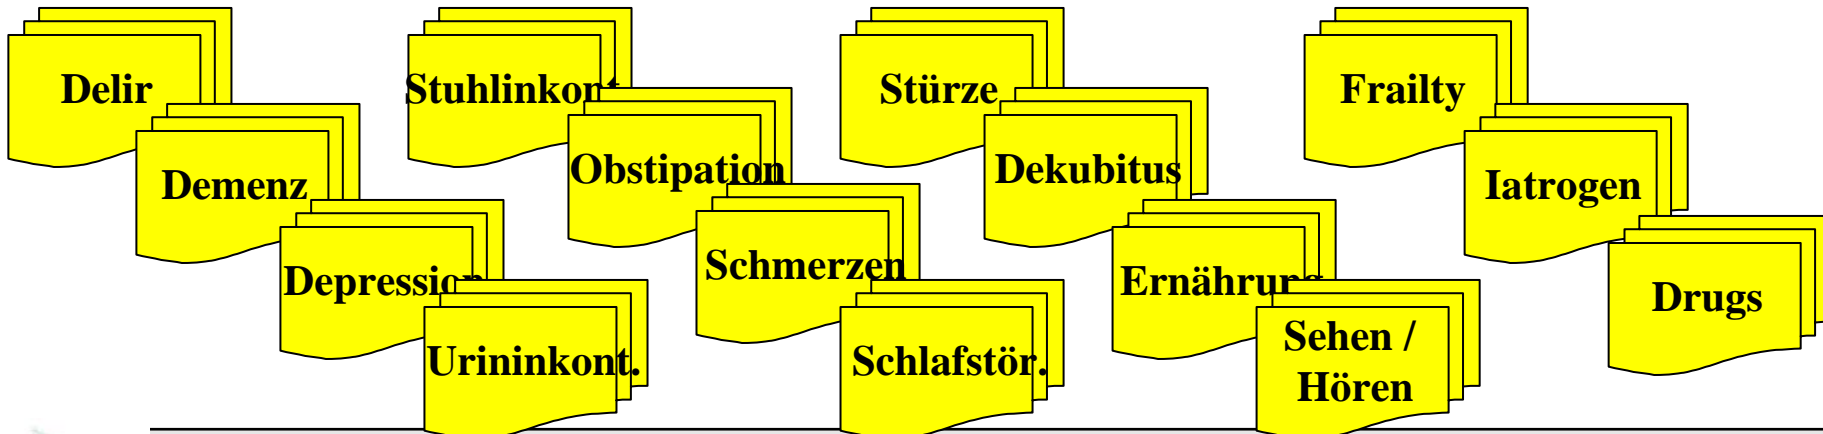 Delir
Demenz
Depression
Urininkont.
Stuhlinkont.
Obstipation
Schmerzen
Schlafstör.
Stürze
Dekubitus
Ernährung
Sehen /
Hören
Frailty
Iatrogen
Drugs